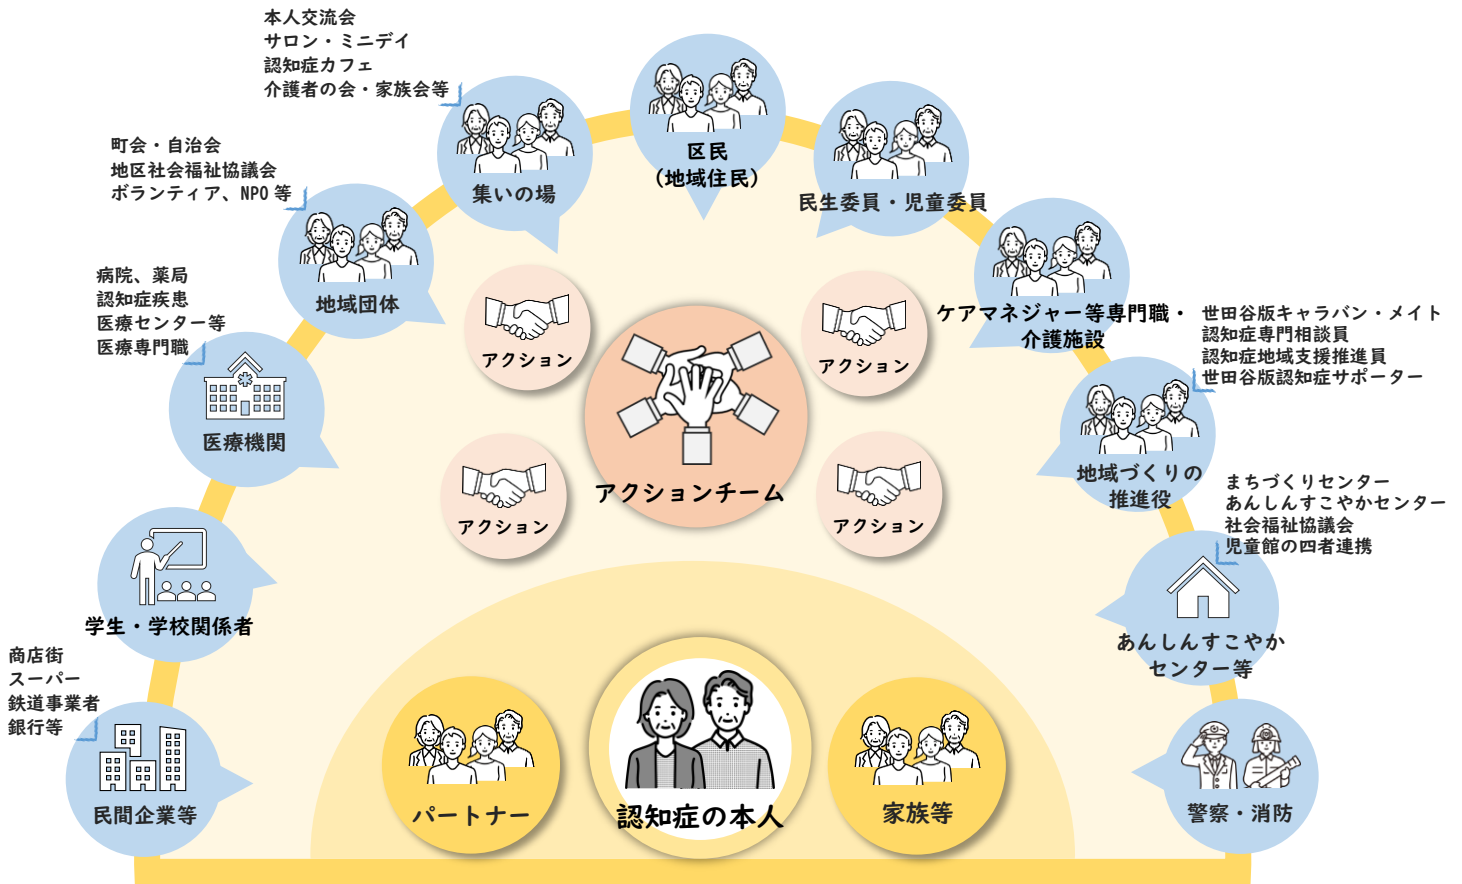 本人交流会
サロン・ミニデイ
認知症カフェ
介護者の会・家族会等
集いの場
区民
(地域住民)
民生委員・児童委員
町会・自治会
地区社会福祉協議会
ボランティア、NPO等
地域団体
ケアマネジャー等専門職・
介護施設
世田谷版キャラバン・メイト
認知症専門相談員
認知症地域支援推進員
世田谷版認知症サポーター
地域づくりの
推進役
病院、薬局
認知症疾患
医療センター等
医療専門職
医療機関
アクション
アクション
アクションチーム
アクション
アクション
まちづくりセンター
あんしんすこやかセンター
社会福祉協議会
児童館の四者連携
あんしんすこやか
センター等
学生・学校関係者
商店街
スーパー
鉄道事業者
銀行等
民間企業等
パートナー
認知症の本人
家族等
警察・消防